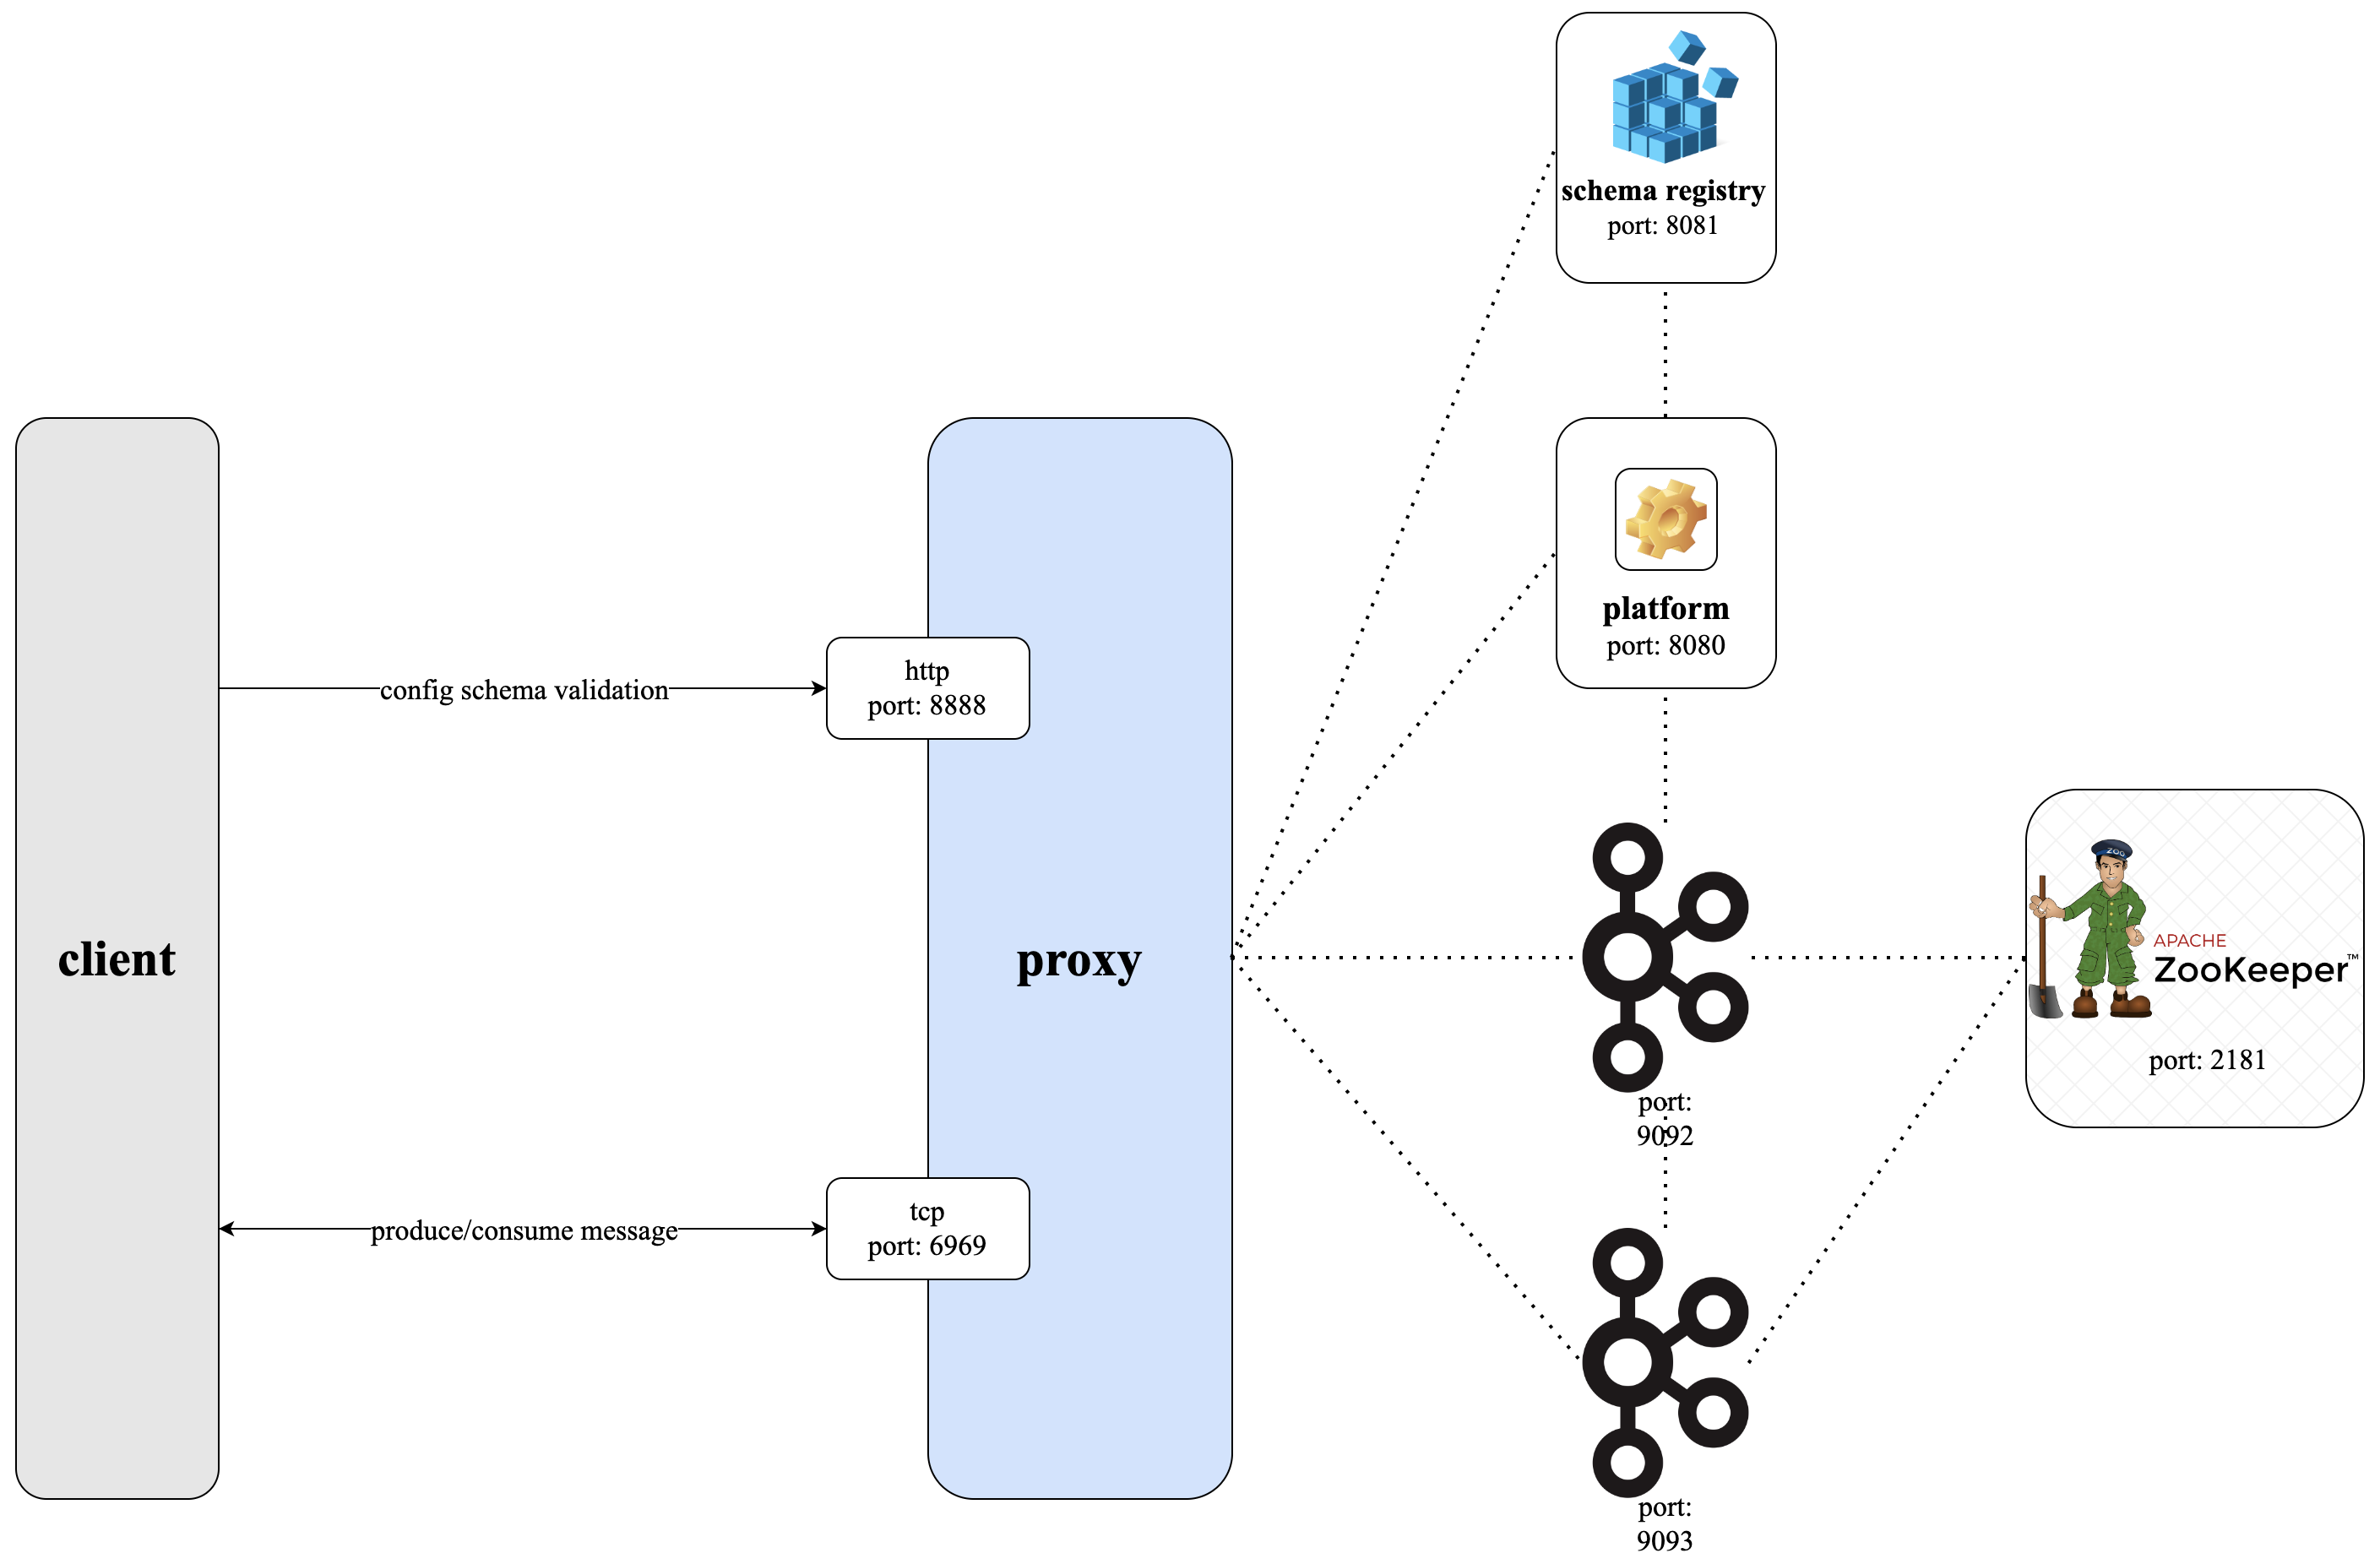 schema registry
port: 8081
platform
port: 8080
client
config schema validation
http
port: 8888
proxy
produce/consume message
tcp
port: 6969
port:
9092
port:
9093
ZOO
APACHE
ZooKeeper™
port: 2181